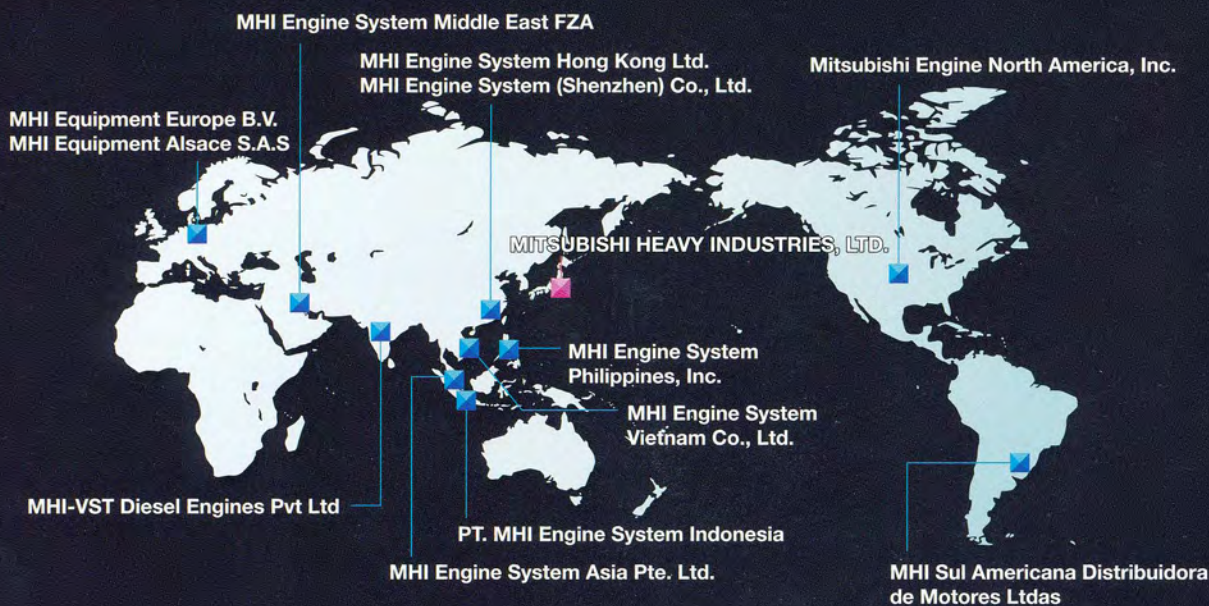 MHI Engine System Middle East FZA
MHI Engine System Hong Kong Ltd.
MHI Engine System (Shenzhen) Co., Ltd.
Mitsubishi Engine North America, Inc.
MHI Equipment Europe B.V.
MHI Equipment Alsace S.A.S
MITSUBISHI HEAVY INDUSTRIES, LTD.
MHI Engine System
Philippines, Inc.
MHI Engine System
Vietnam Co., Ltd.
MHI-VST Diesel Engines Pvt Ltd
PT. MHI Engine System Indonesia
MHI Engine System Asia Pte. Ltd.
MHI Sul Americana Distribuidora
de Motores Ltdas